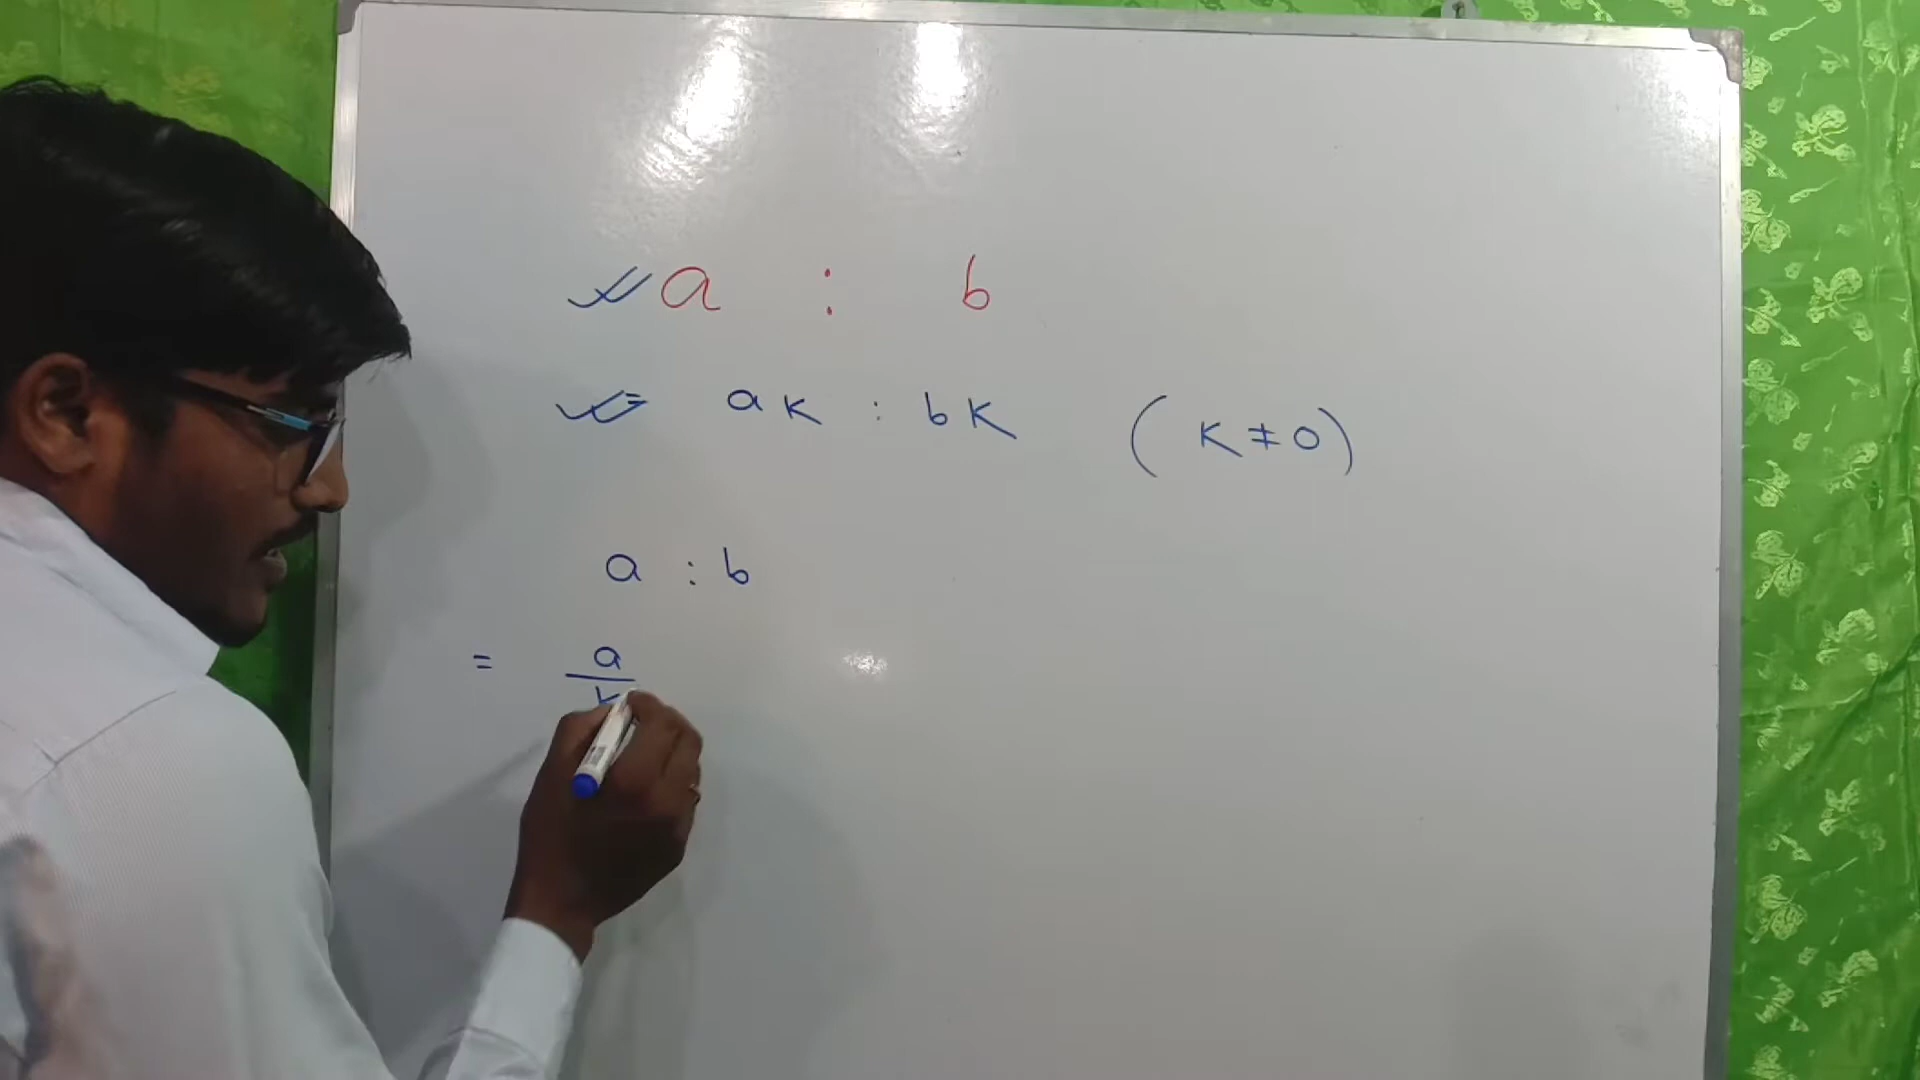 a : b
= ak : bk (k ≠ 0)
a : b
= a/k